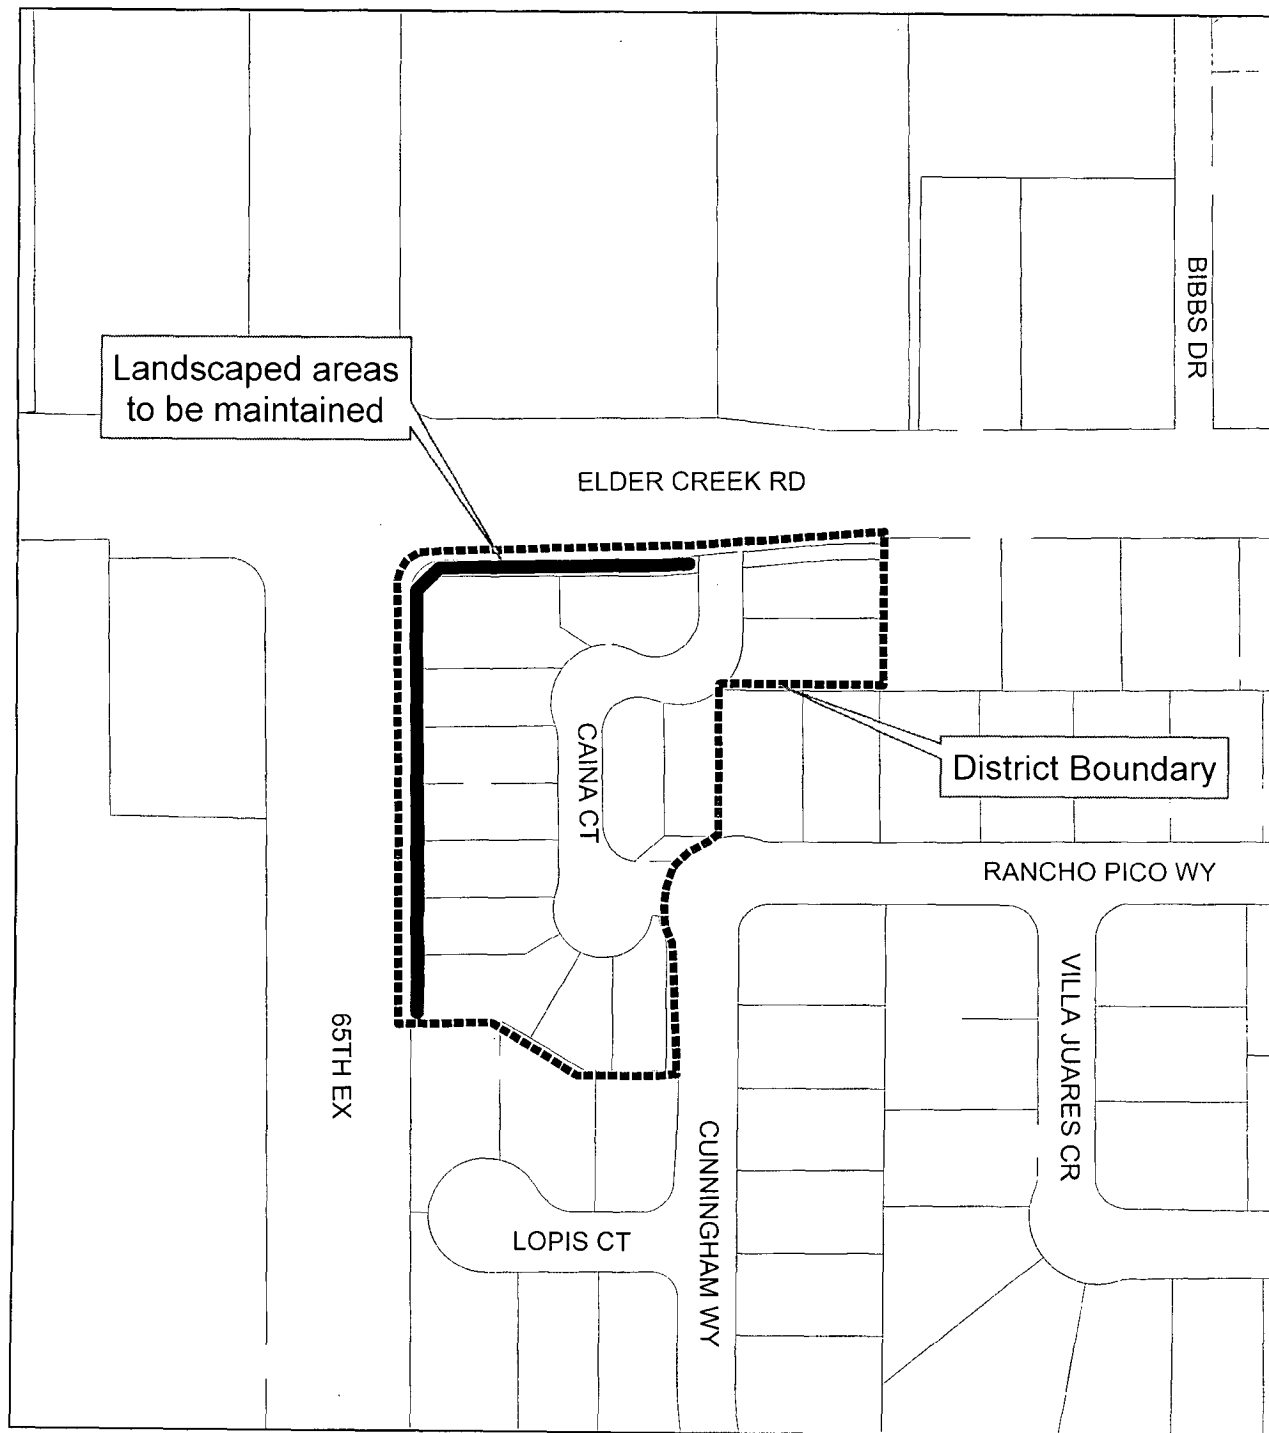 BIBBS DR
Landscaped areas
to be maintained
ELDER CREEK RD
CAINA CT
District Boundary
RANCHO PICO WY
VILLA JUARES CR
65TH EX
CUNNINGHAM WY
LOPIS CT